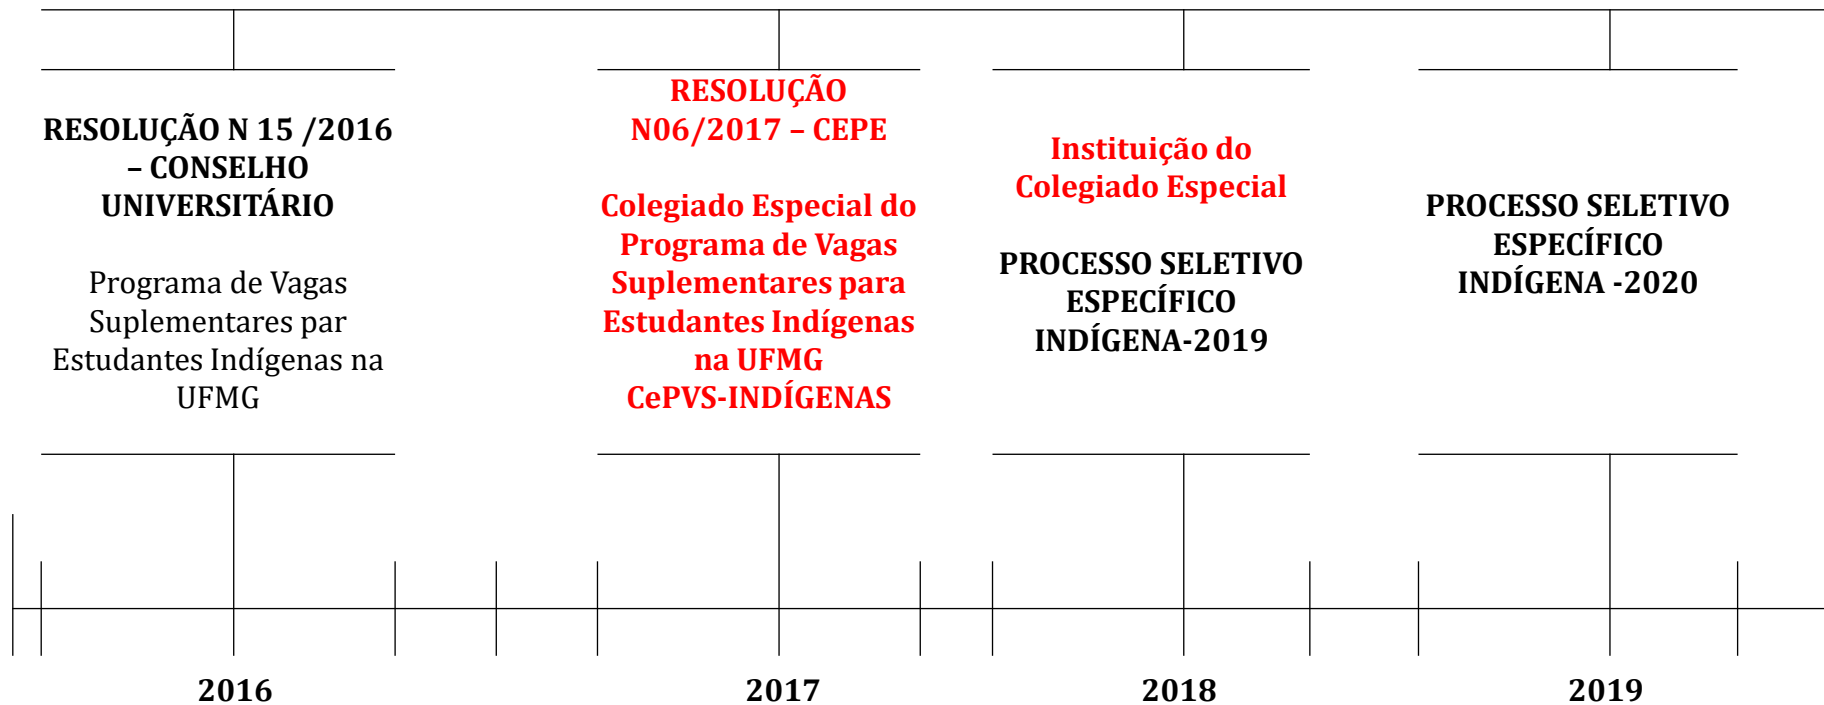 RESOLUÇÃO N 15 /2016
– CONSELHO
UNIVERSITÁRIO
Programa de Vagas
Suplementares par
Estudantes Indígenas na
UFMG
RESOLUÇÃO
N06/2017 – CEPE
Colegiado Especial do
Programa de Vagas
Suplementares para
Estudantes Indígenas
na UFMG
CePVS-INDÍGENAS
Instituição do
Colegiado Especial
PROCESSO SELETIVO
ESPECÍFICO
INDÍGENA-2019
PROCESSO SELETIVO
ESPECÍFICO
INDÍGENA -2020
2016
2017
2018
2019